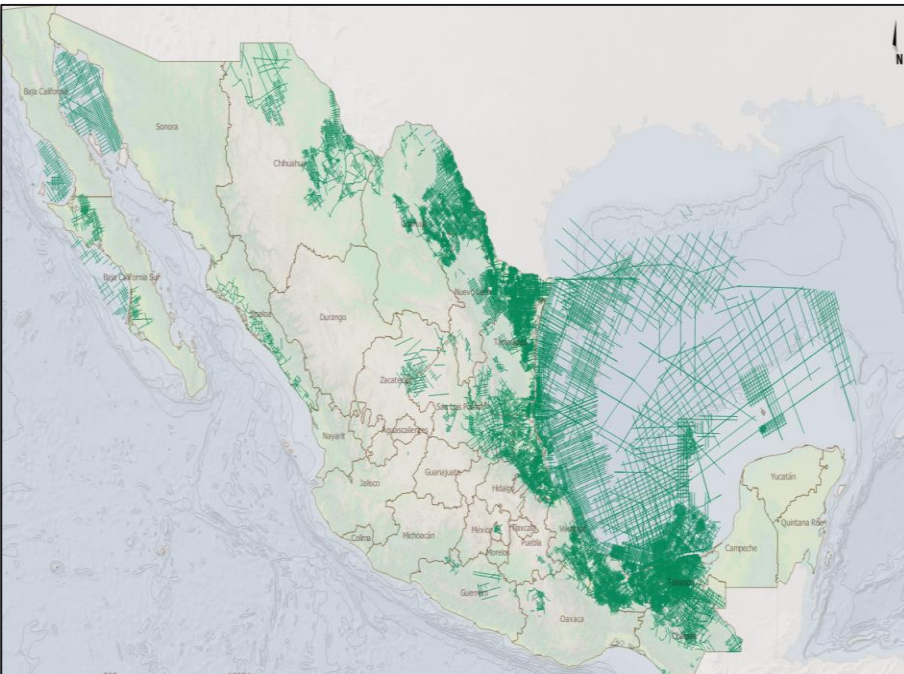 N
Baja California
Sonora
Chihuahua
Nuevo León
Baja California Sur
Sinaloa
Durango
Tamaulipas
Zacatecas
San Luis Potosí
Aguascalientes
Nayarit
Guanajuato
Yucatán
Jalisco
Hidalgo
Quintana Roo
México
Tlaxcala
Veracruz
Colima
Michoacán
Puebla
Morelos
Campeche
Tabasco
Guerrero
Oaxaca
Chiapas